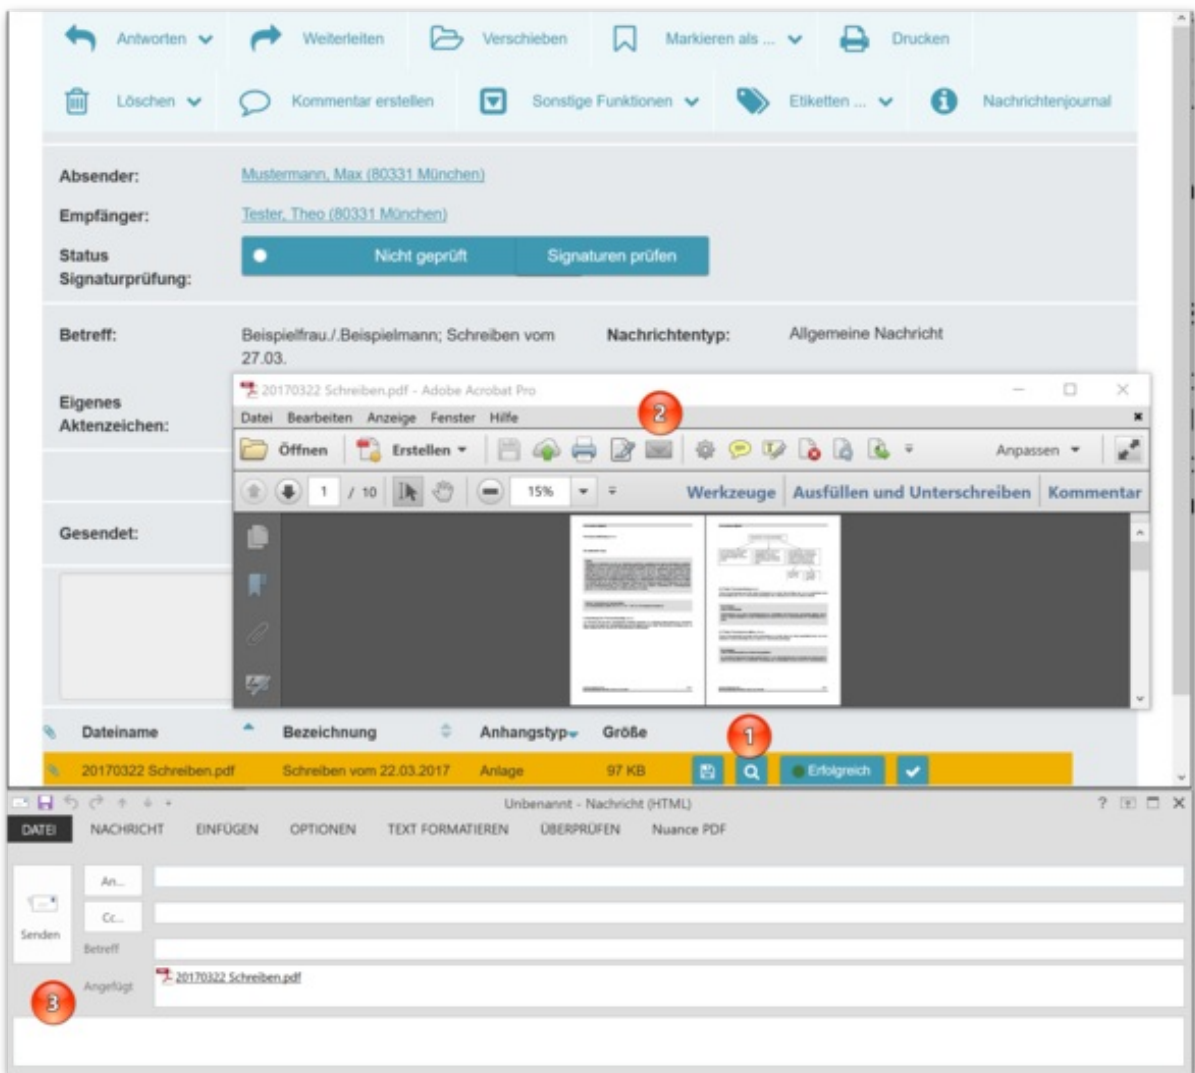 Antworten Weiterleiten Verschieben Markieren als ... Drucken
Löschen Kommentar erstellen Sonstige Funktionen Etiketten ... Nachrichtenjournal
Absender: Mustermann, Max (80331 München)
Empfänger: Tester, Theo (80331 München)
Status
Signaturprüfung:
Nicht geprüft Signaturen prüfen
Betreff: Beispielfrau./.Beispielmann; Schreiben vom
27.03.
Nachrichtentyp: Allgemeine Nachricht
Eigenes
Aktenzeichen:
Gesendet:
20170322 Schreiben.pdf - Adobe Acrobat Pro
2
Datei Bearbeiten Anzeige Fenster Hilfe
Öffnen Erstellen Anpassen
1 / 10 15% Werkzeuge Ausfüllen und Unterschreiben Kommentar
Dateiname Bezeichnung Anhangstyp Größe
1
20170322 Schreiben.pdf Schreiben vom 22.03.2017 Anlage 97 KB Erfolgreich
Unbenannt - Nachricht (HTML)
DATEI NACHRICHT EINFÜGEN OPTIONEN TEXT FORMATIEREN ÜBERPRÜFEN Nuance PDF
An...
Cc...
Senden
Betreff
Angefügt 20170322 Schreiben.pdf
3